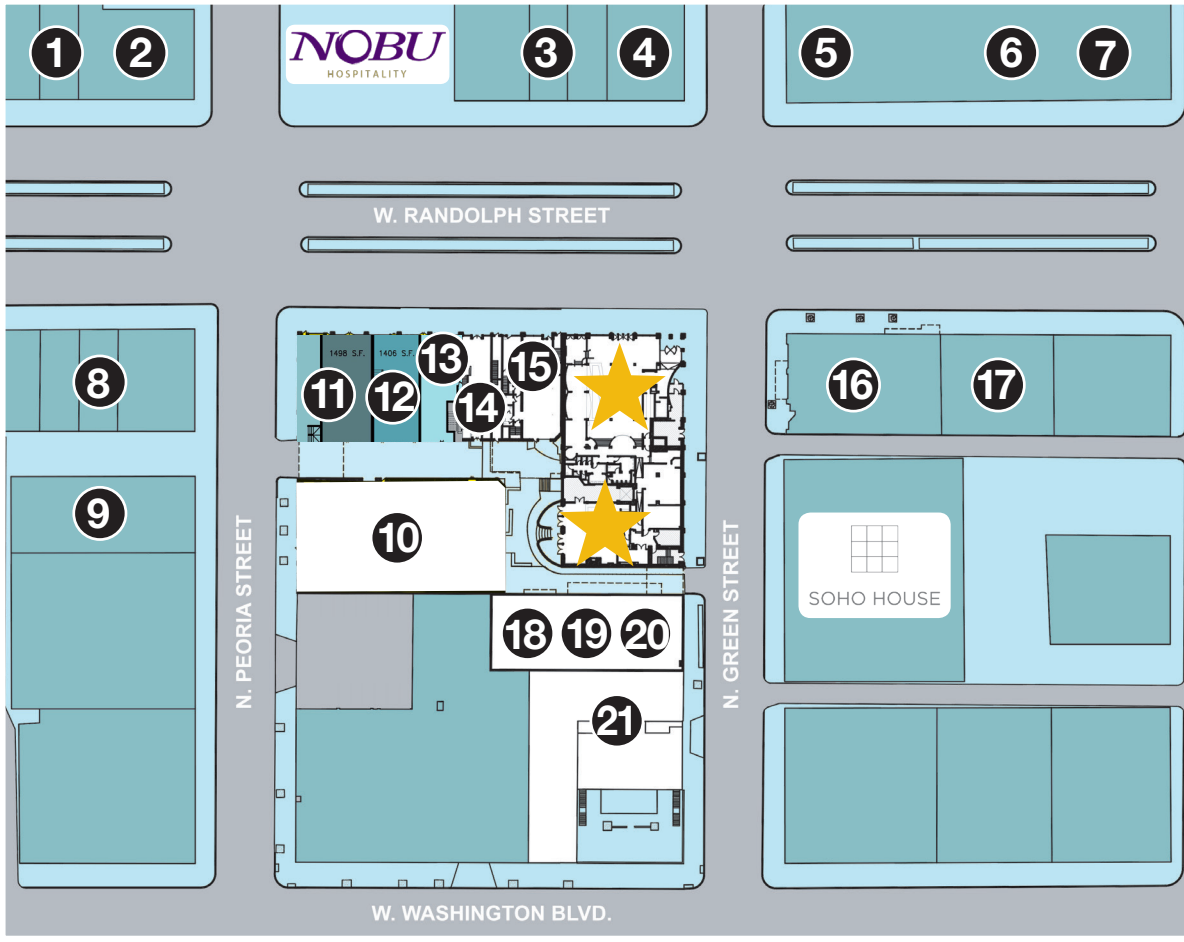 1
2
NOBU
HOSPITALITY
3
4
5
6
7
W. RANDOLPH STREET
8
1498 S.F.
1406 S.F.
11
12
13
14
15
16
17
9
10
N. PEORIA STREET
N. GREEN STREET
SOHO HOUSE
18
19
20
21
W. WASHINGTON BLVD.